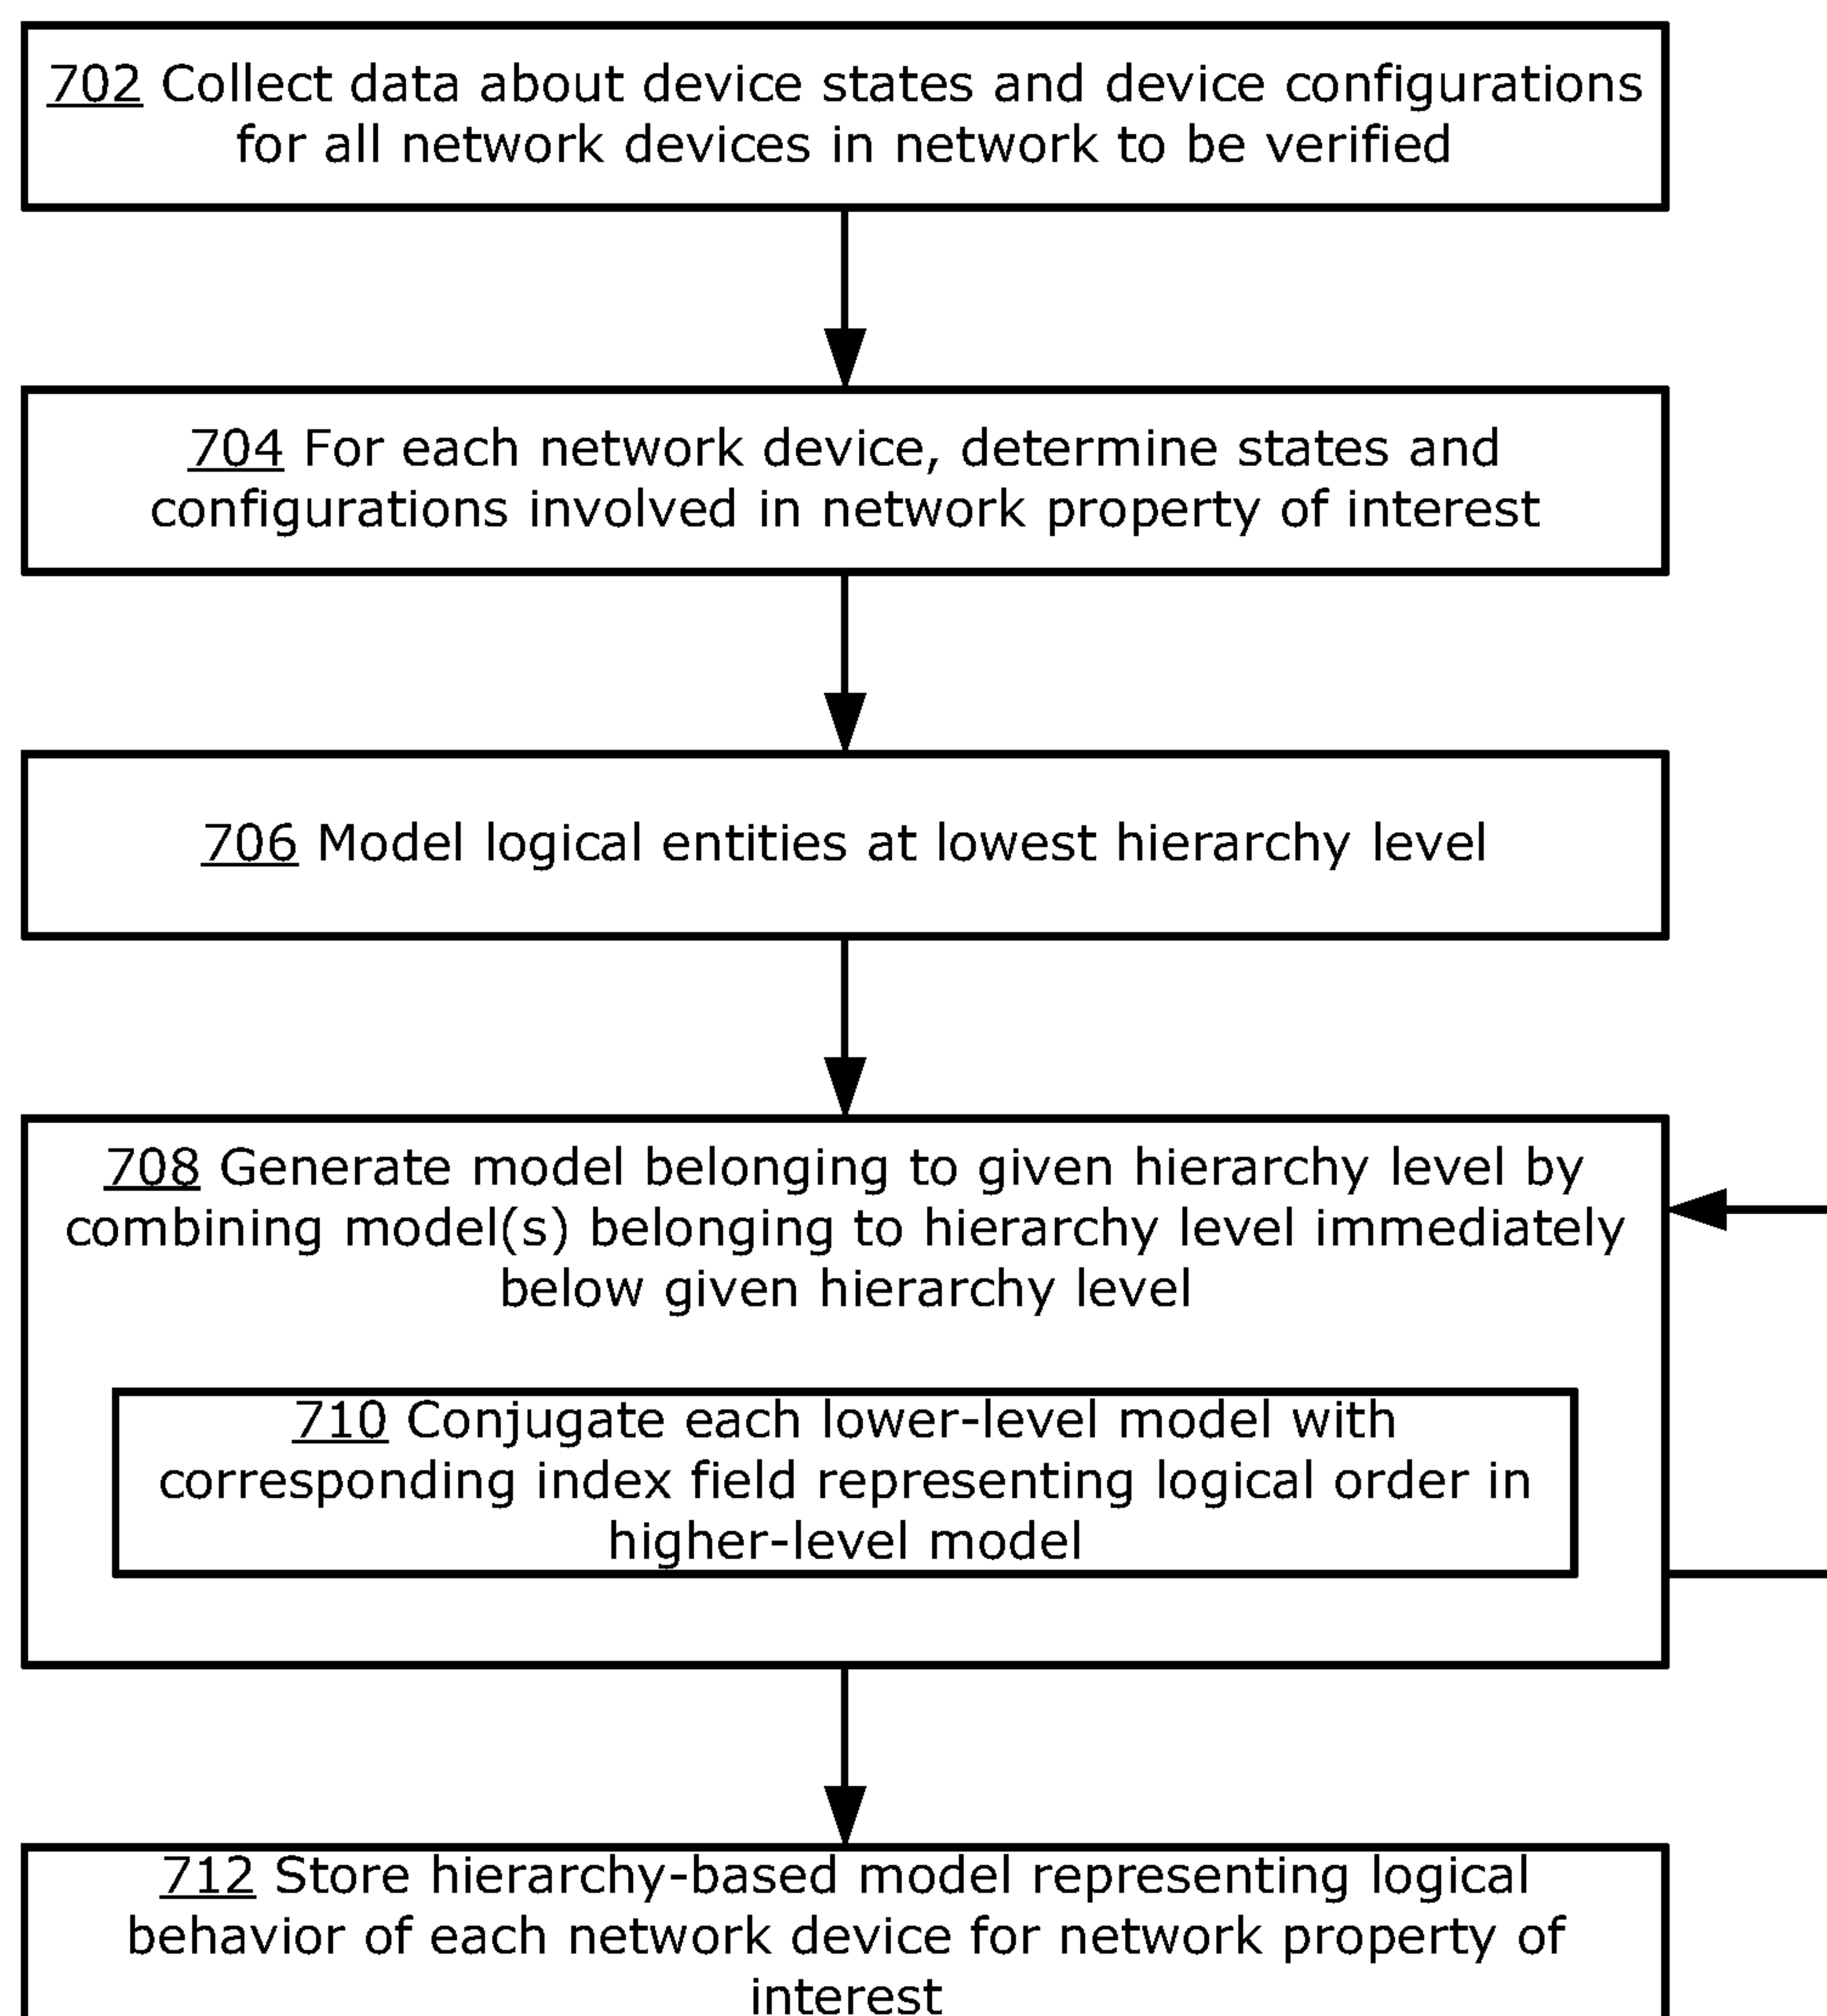 702 Collect data about device states and device configurations
for all network devices in network to be verified
704 For each network device, determine states and
configurations involved in network property of interest
706 Model logical entities at lowest hierarchy level
708 Generate model belonging to given hierarchy level by
combining model(s) belonging to hierarchy level immediately
below given hierarchy level
710 Conjugate each lower-level model with
corresponding index field representing logical order in
higher-level model
712 Store hierarchy-based model representing logical
behavior of each network device for network property of
interest